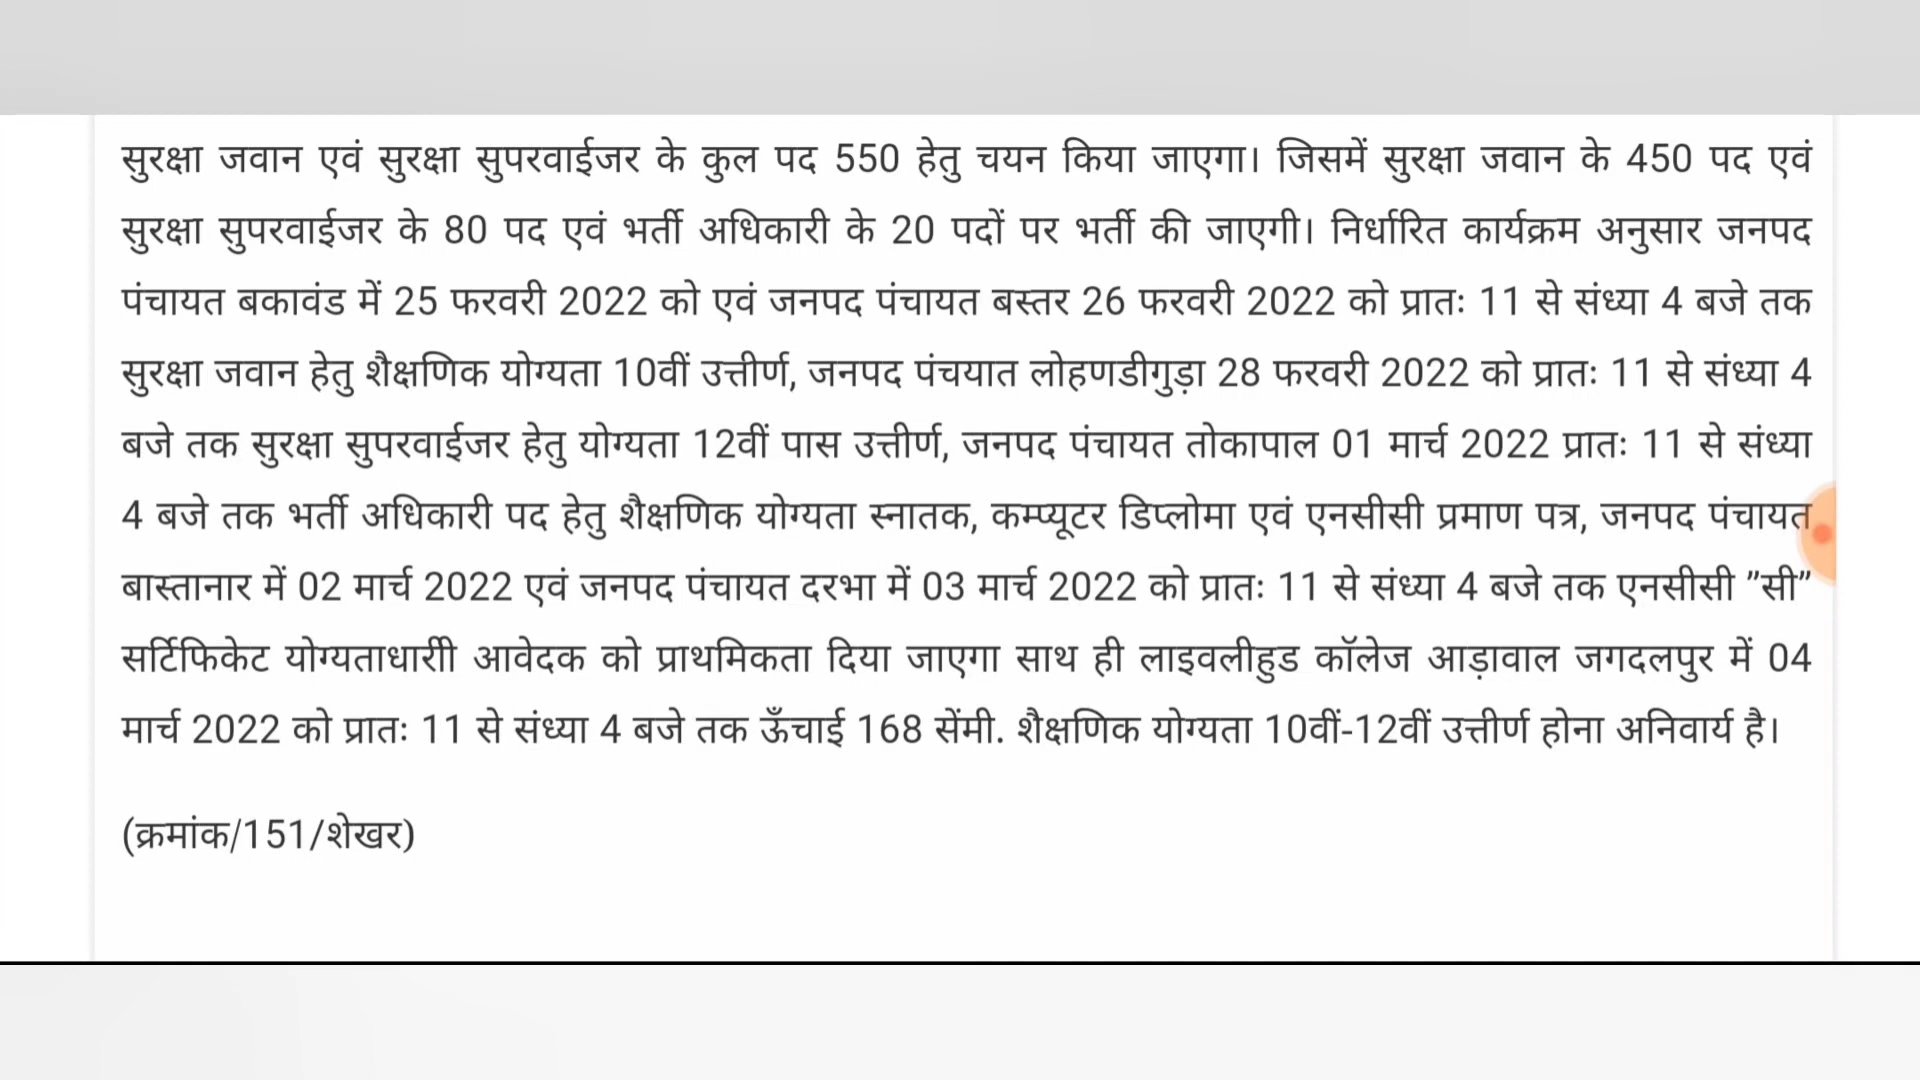 सुरक्षा जवान एवं सुरक्षा सुपरवाईजर के कुल पद 550 हेतु चयन किया जाएगा। जिसमें सुरक्षा जवान के 450 पद एवं
सुरक्षा सुपरवाईजर के 80 पद एवं भर्ती अधिकारी के 20 पदों पर भर्ती की जाएगी। निर्धारित कार्यक्रम अनुसार जनपद
पंचायत बकावंड में 25 फरवरी 2022 को एवं जनपद पंचायत बस्तर 26 फरवरी 2022 को प्रातः 11 से संध्या 4 बजे तक
सुरक्षा जवान हेतु शैक्षणिक योग्यता 10वीं उत्तीर्ण, जनपद पंचयात लोहणडीगुड़ा 28 फरवरी 2022 को प्रातः 11 से संध्या 4
बजे तक सुरक्षा सुपरवाईजर हेतु योग्यता 12वीं पास उत्तीर्ण, जनपद पंचायत तोकापाल 01 मार्च 2022 प्रातः 11 से संध्या
4 बजे तक भर्ती अधिकारी पद हेतु शैक्षणिक योग्यता स्नातक, कम्प्यूटर डिप्लोमा एवं एनसीसी प्रमाण पत्र, जनपद पंचायत
बास्तानार में 02 मार्च 2022 एवं जनपद पंचायत दरभा में 03 मार्च 2022 को प्रातः 11 से संध्या 4 बजे तक एनसीसी ”सी”
सर्टिफिकेट योग्यताधारीी आवेदक को प्राथमिकता दिया जाएगा साथ ही लाइवलीहुड कॉलेज आड़ावाल जगदलपुर में 04
मार्च 2022 को प्रातः 11 से संध्या 4 बजे तक ऊँचाई 168 सेंमी. शैक्षणिक योग्यता 10वीं-12वीं उत्तीर्ण होना अनिवार्य है।
(क्रमांक/151/शेखर)